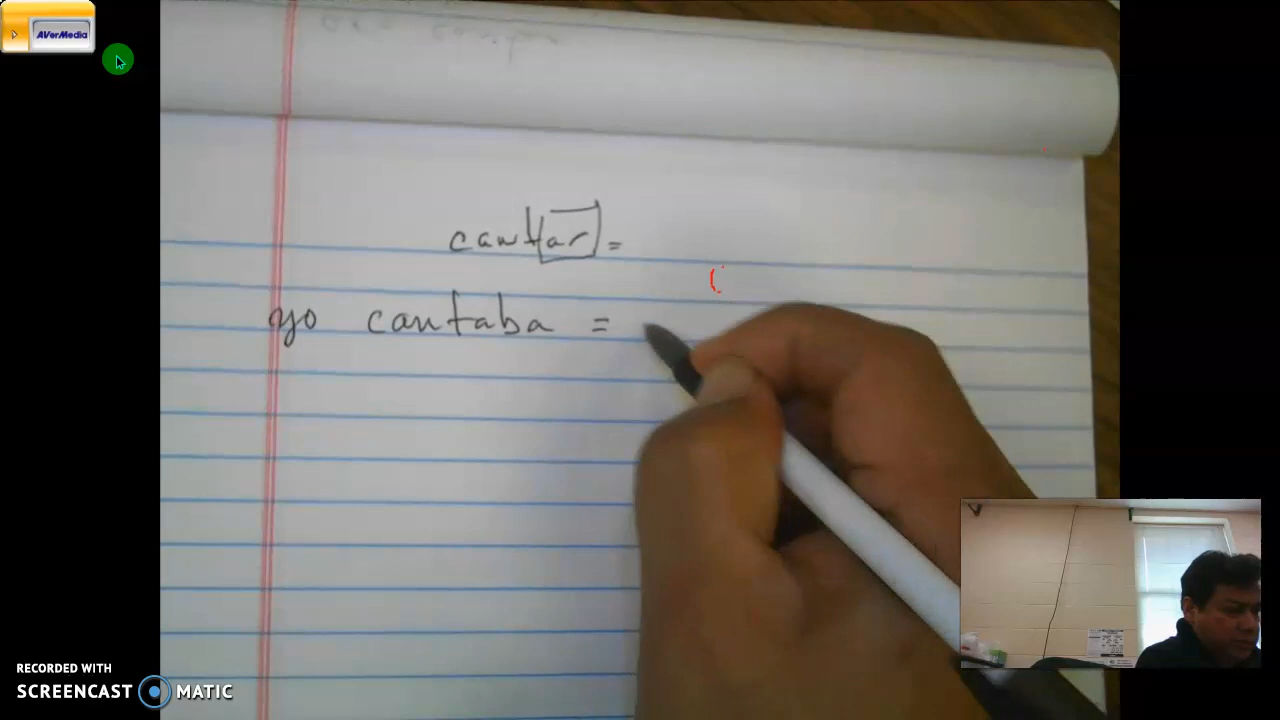 AVerMedia
cantar =
yo cantaba =
RECORDED WITH
SCREENCAST MATIC